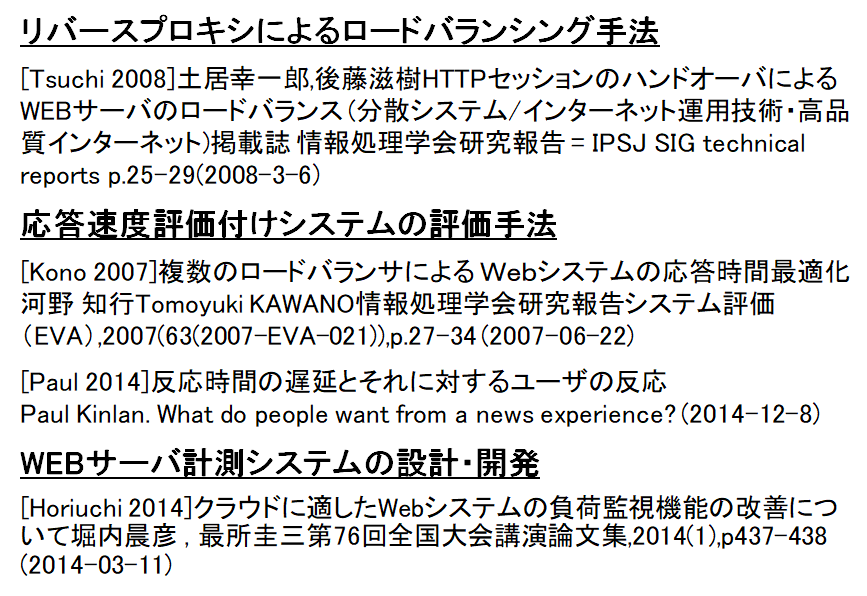 リバースプロキシによるロードバランシング手法
[Tsuchi 2008]土居幸一郎,後藤滋樹HTTPセッションのハンドオーバによる
WEBサーバのロードバランス (分散システム/インターネット運用技術・高品
質インターネット)掲載誌 情報処理学会研究報告 = IPSJ SIG technical
reports p.25-29(2008-3-6)
応答速度評価付けシステムの評価手法
[Kono 2007]複数のロードバランサによるWebシステムの応答時間最適化
河野 知行Tomoyuki KAWANO情報処理学会研究報告システム評価
（EVA）,2007(63(2007-EVA-021)),p.27-34（2007-06-22)
[Paul 2014]反応時間の遅延とそれに対するユーザの反応
Paul Kinlan. What do people want from a news experience?（2014-12-8)
WEBサーバ計測システムの設計・開発
[Horiuchi 2014]クラウドに適したWebシステムの負荷監視機能の改善につ
いて堀内晨彦 , 最所圭三第76回全国大会講演論文集,2014(1),p437-438
(2014-03-11)